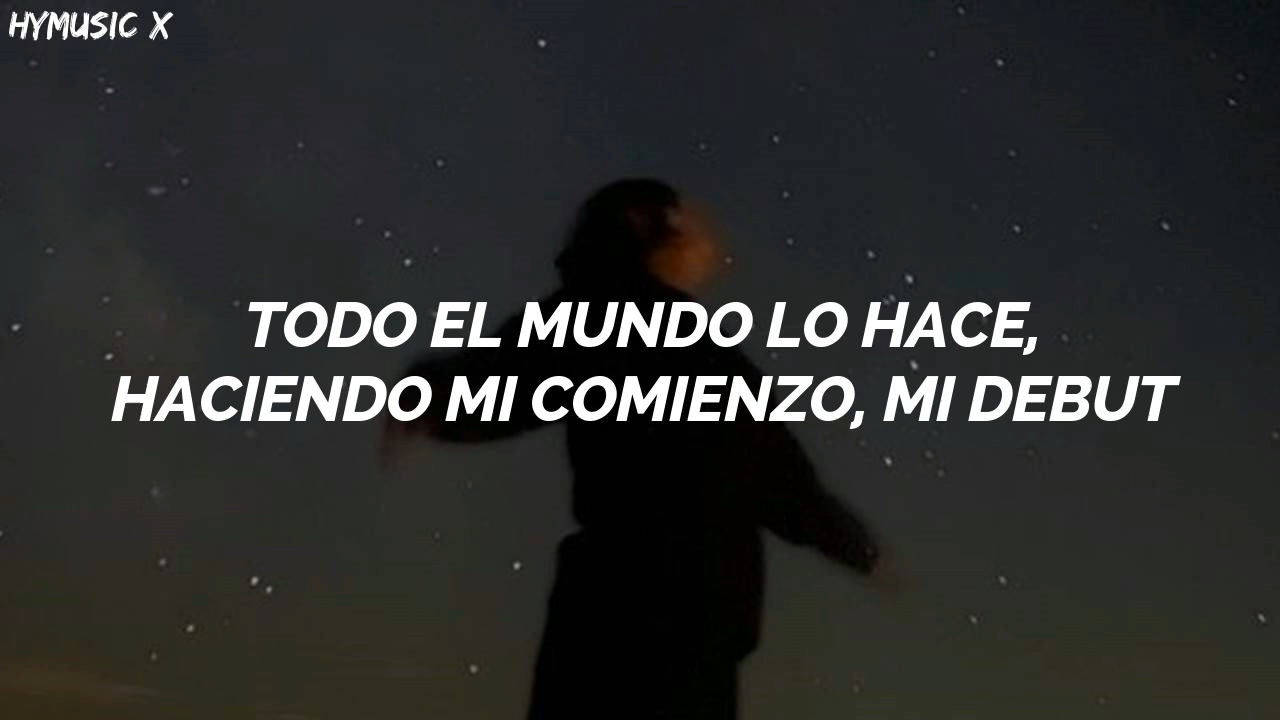 HYMUSIC X
TODO EL MUNDO LO HACE,
HACIENDO MI COMIENZO, MI DEBUT